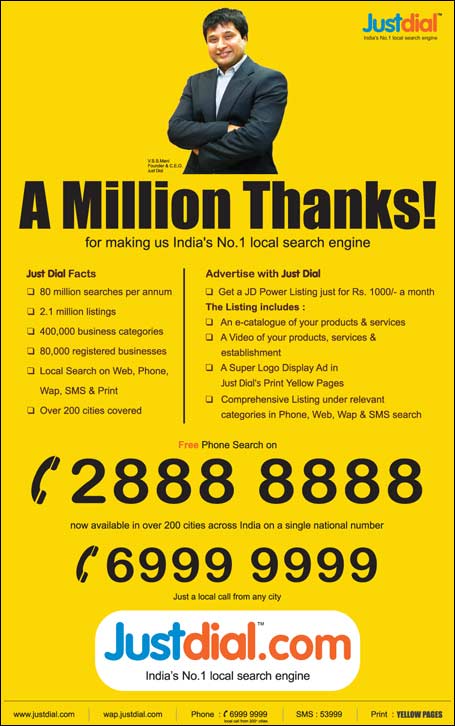 Justdial™
India's No.1 local search engine
V.S.S.Mani
Founder & C.E.O.
Just Dial
A Million Thanks!
for making us India's No.1 local search engine
Just Dial Facts
80 million searches per annum
2.1 million listings
400,000 business categories
80,000 registered businesses
Local Search on Web, Phone,
Wap, SMS & Print
Over 200 cities covered
Advertise with Just Dial
Get a JD Power Listing just for Rs. 1000/- a month
The Listing includes :
An e-catalogue of your products & services
A Video of your products, services &
establishment
A Super Logo Display Ad in
Just Dial's Print Yellow Pages
Comprehensive Listing under relevant
categories in Phone, Web, Wap & SMS search
Free Phone Search on
2888 8888
now available in over 200 cities across India on a single national number
6999 9999
Just a local call from any city
Justdial.com™
India's No.1 local search engine
www.justdial.com
wap.justdial.com
Phone : 6999 9999
local call from 200+ cities
SMS : 53999
Print : YELLOW PAGES